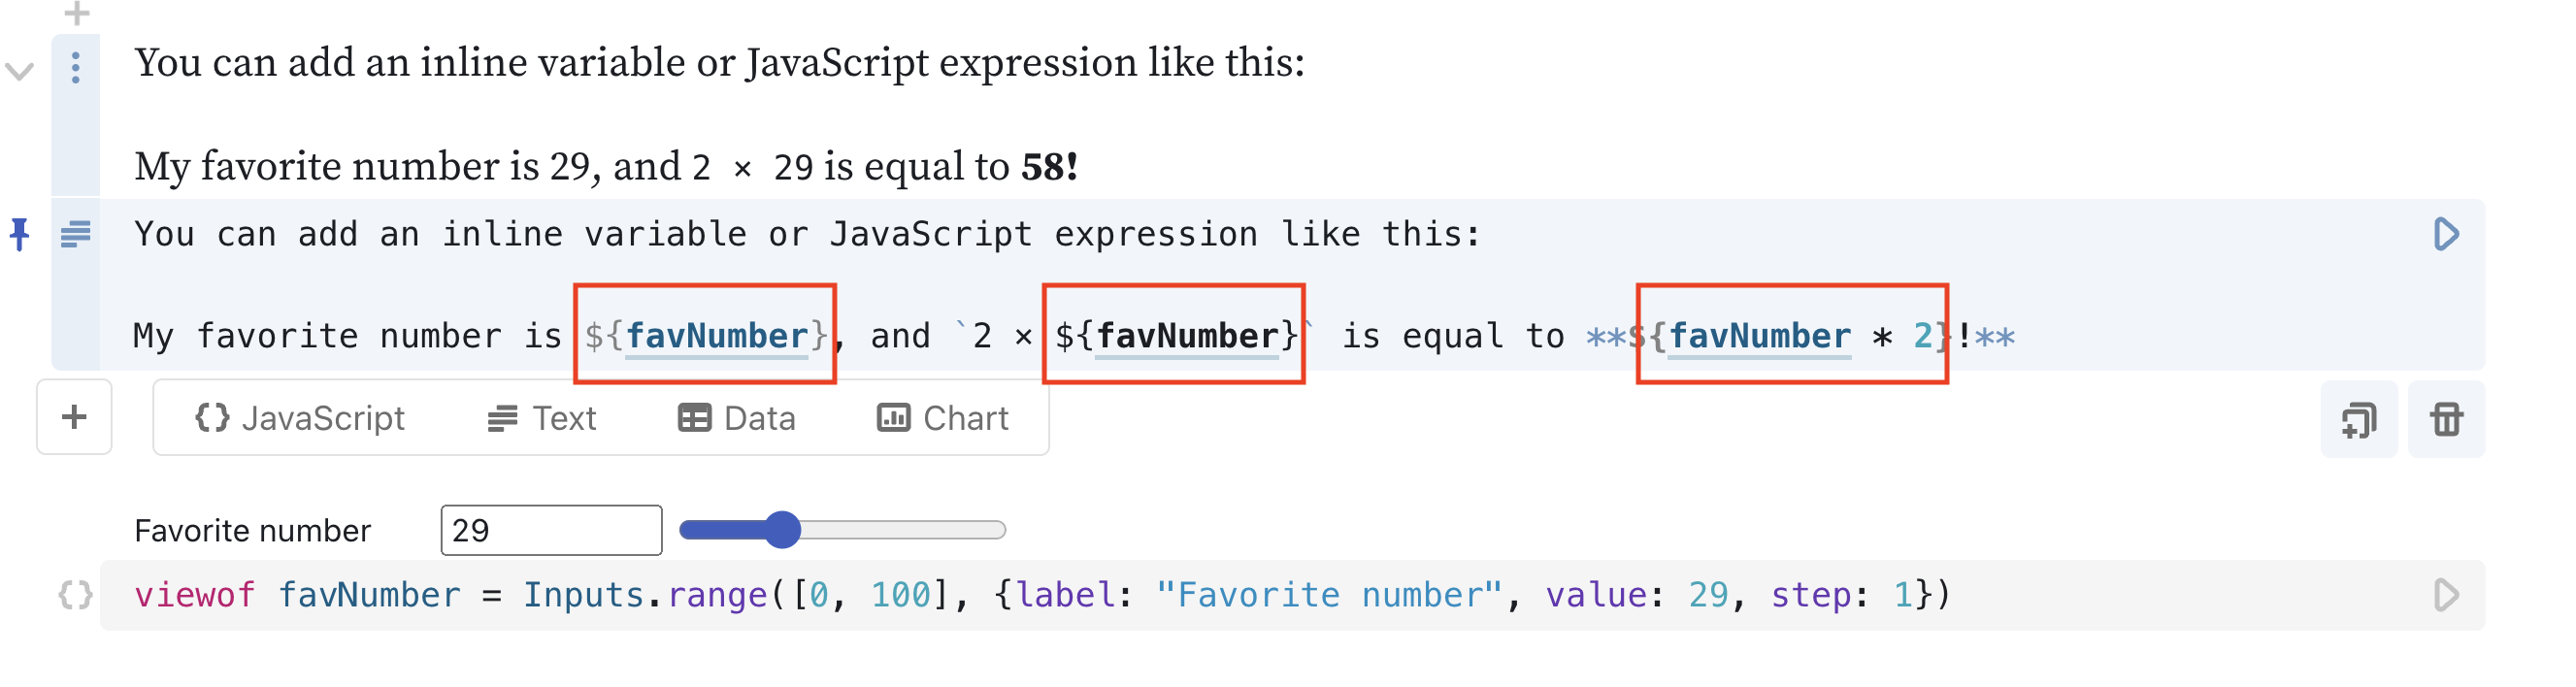 You can add an inline variable or JavaScript expression like this:
My favorite number is 29, and 2 × 29 is equal to 58!
You can add an inline variable or JavaScript expression like this:
My favorite number is ${favNumber}, and `2 × ${favNumber}` is equal to **${favNumber * 2}!**
+ {} JavaScript Text Data Chart
Favorite number 29
{} viewof favNumber = Inputs.range([0, 100], {label: "Favorite number", value: 29, step: 1})